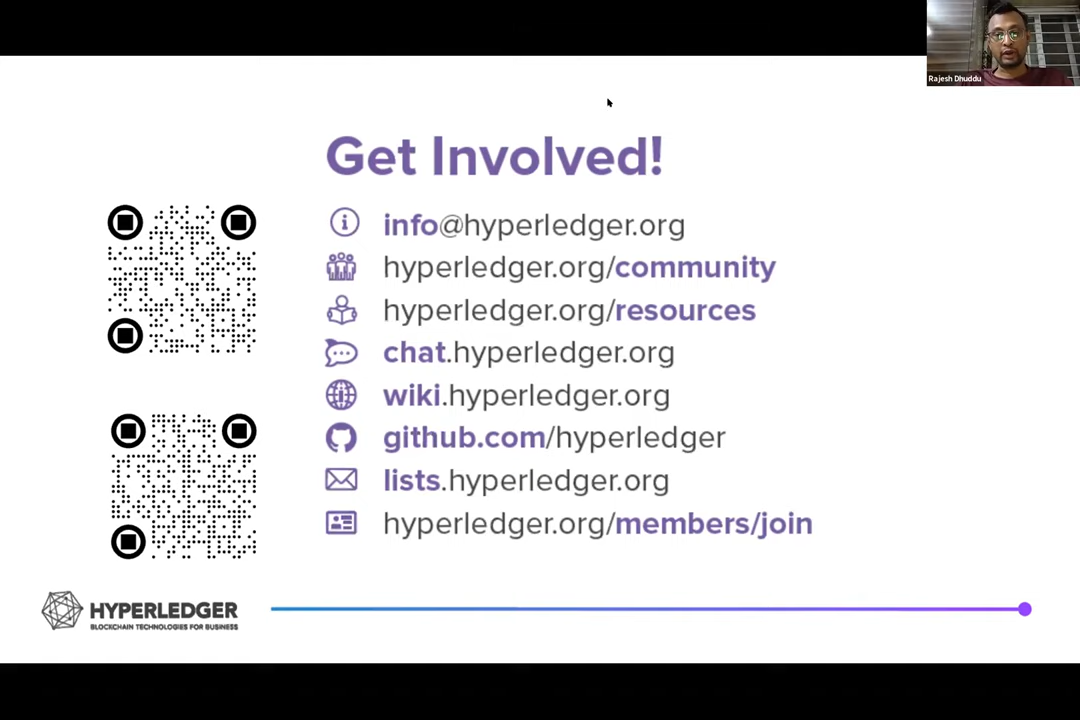 Rajesh Dhuddu
Get Involved!
info@hyperledger.org
hyperledger.org/community
hyperledger.org/resources
chat.hyperledger.org
wiki.hyperledger.org
github.com/hyperledger
lists.hyperledger.org
hyperledger.org/members/join
HYPERLEDGER
BLOCKCHAIN TECHNOLOGIES FOR BUSINESS